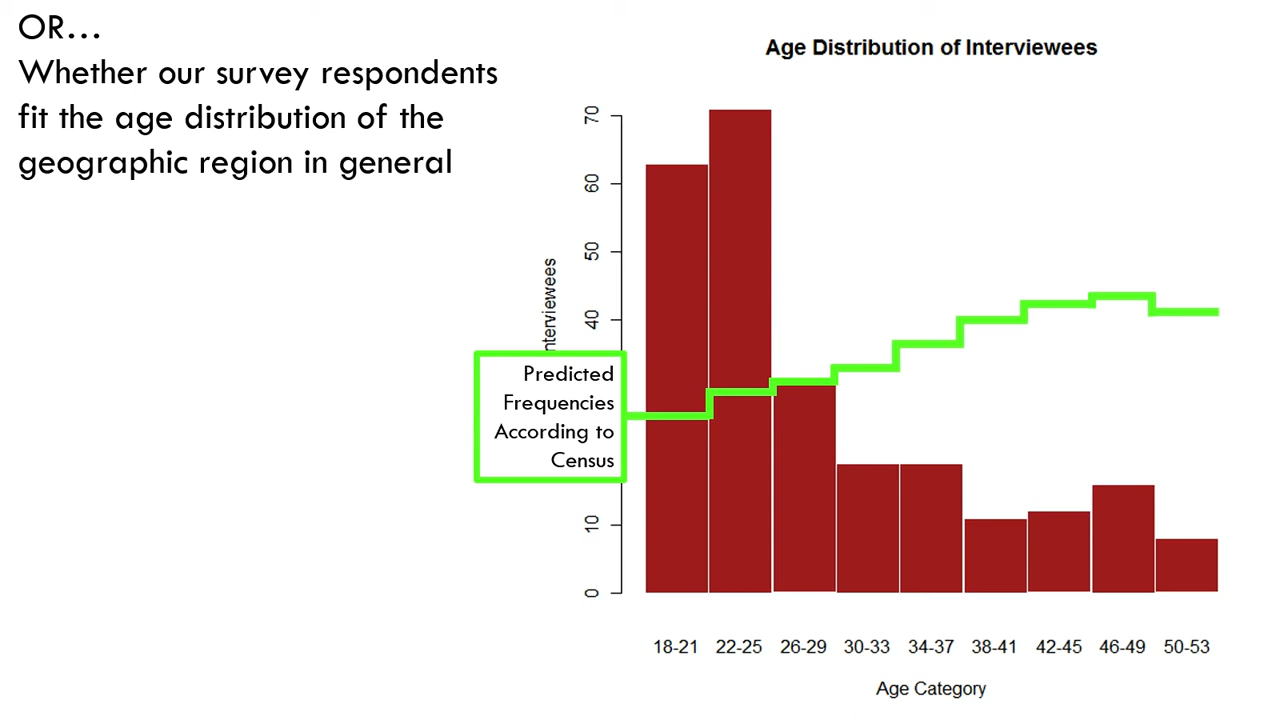 OR…
Whether our survey respondents
fit the age distribution of the
geographic region in general
Age Distribution of Interviewees
70
60
50
40
10
0
Predicted
Frequencies
According to
Census
18-21 22-25 26-29 30-33 34-37 38-41 42-45 46-49 50-53
Age Category